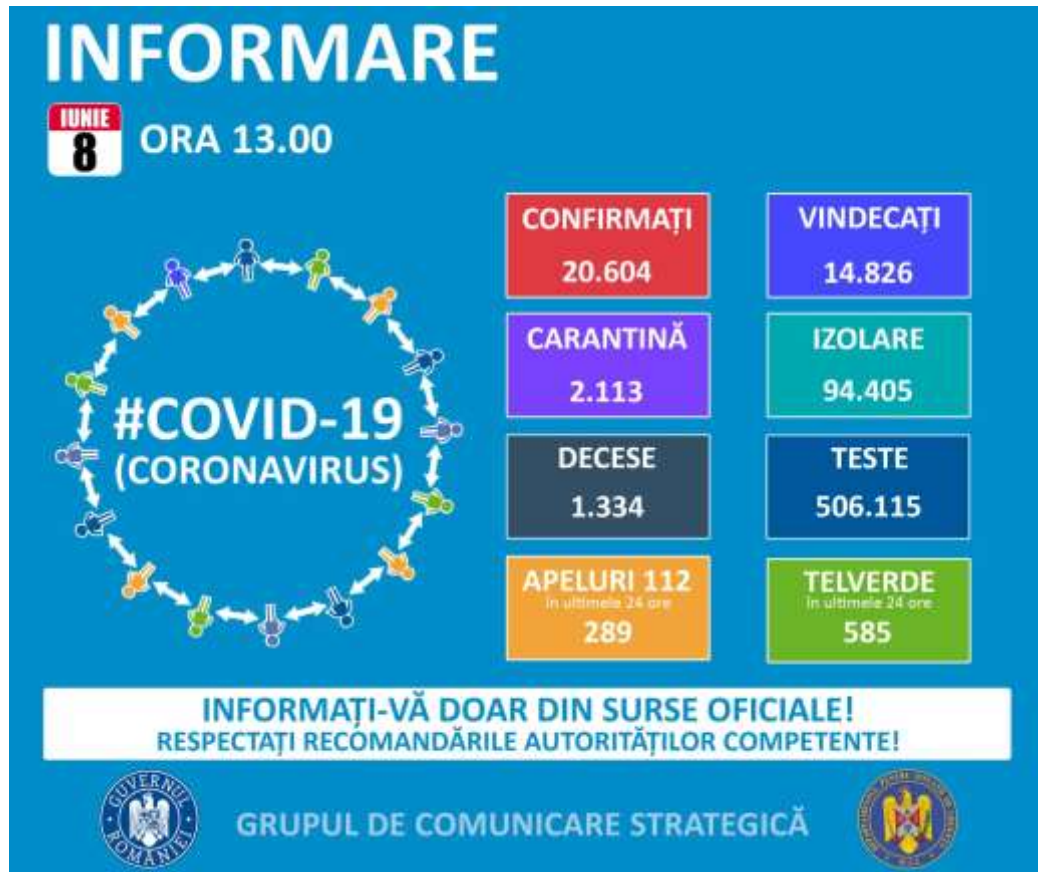 INFORMARE
IUNIE
8
ORA 13.00
CONFIRMAȚI
20.604
VINDECAȚI
14.826
CARANTINĂ
2.113
IZOLARE
94.405
#COVID-19
(CORONAVIRUS)
DECESE
1.334
TESTE
506.115
APELURI 112
în ultimele 24 ore
289
TELVERDE
în ultimele 24 ore
585
INFORMAȚI-VĂ DOAR DIN SURSE OFICIALE!
RESPECTAȚI RECOMANDĂRILE AUTORITĂȚILOR COMPETENTE!
GUVERNUL
ROMÂNIEI
GRUPUL DE COMUNICARE STRATEGICĂ